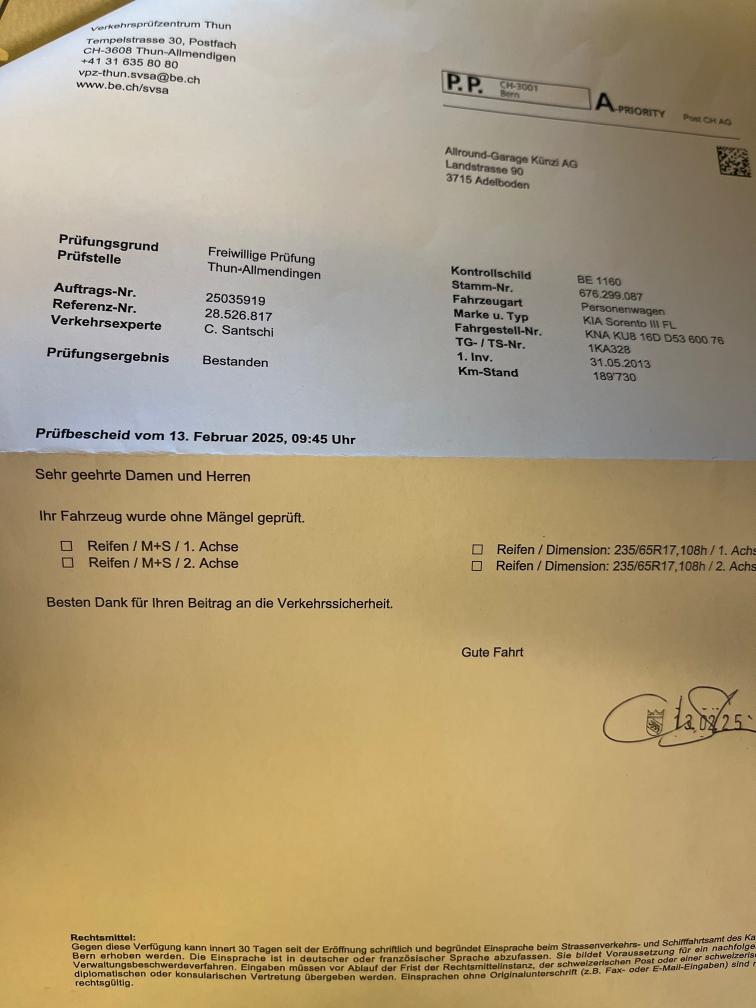 Verkehrsprüfzentrum Thun
Tempelstrasse 30, Postfach
CH-3608 Thun-Allmendigen
+41 31 635 80 80
vpz-thun.svsa@be.ch
www.be.ch/svsa
P.P. CH-3001 Bern A-PRIORITY Post CH AG
Allround-Garage Künzi AG
Landstrasse 90
3715 Adelboden
Prüfungsgrund Freiwillige Prüfung
Prüfstelle Thun-Allmendingen
Auftrags-Nr. 25035919
Referenz-Nr. 28.526.817
Verkehrsexperte C. Santschi
Prüfungsergebnis Bestanden
Kontrollschild BE 1160
Stamm-Nr. 676.299.087
Fahrzeugart Personenwagen
Marke u. Typ KIA Sorento III FL
Fahrgestell-Nr. KNA KU8 16D D53 600 76
TG- / TS-Nr. 1KA328
1. Inv. 31.05.2013
Km-Stand 189'730
Prüfbescheid vom 13. Februar 2025, 09:45 Uhr
Sehr geehrte Damen und Herren
Ihr Fahrzeug wurde ohne Mängel geprüft.
☐ Reifen / M+S / 1. Achse ☐ Reifen / Dimension: 235/65R17,108h / 1. Achs
☐ Reifen / M+S / 2. Achse ☐ Reifen / Dimension: 235/65R17,108h / 2. Achs
Besten Dank für Ihren Beitrag an die Verkehrssicherheit.
Gute Fahrt
13.02.25
Rechtsmittel:
Gegen diese Verfügung kann innert 30 Tagen seit der Eröffnung schriftlich und begründet Einsprache beim Strassenverkehrs- und Schifffahrtsamt des Ka
Bern erhoben werden. Die Einsprache ist in deutscher oder französischer Sprache abzufassen. Sie bildet Voraussetzung für ein nachfolge
Verwaltungsbeschwerdeverfahren. Eingaben müssen vor Ablauf der Frist der Rechtsmittelinstanz, der schweizerischen Post oder einer schweizeris
diplomatischen oder konsularischen Vertretung übergeben werden. Einsprachen ohne Originalunterschrift (z.B. Fax- oder E-Mail-Eingaben) sind
rechtsgültig.